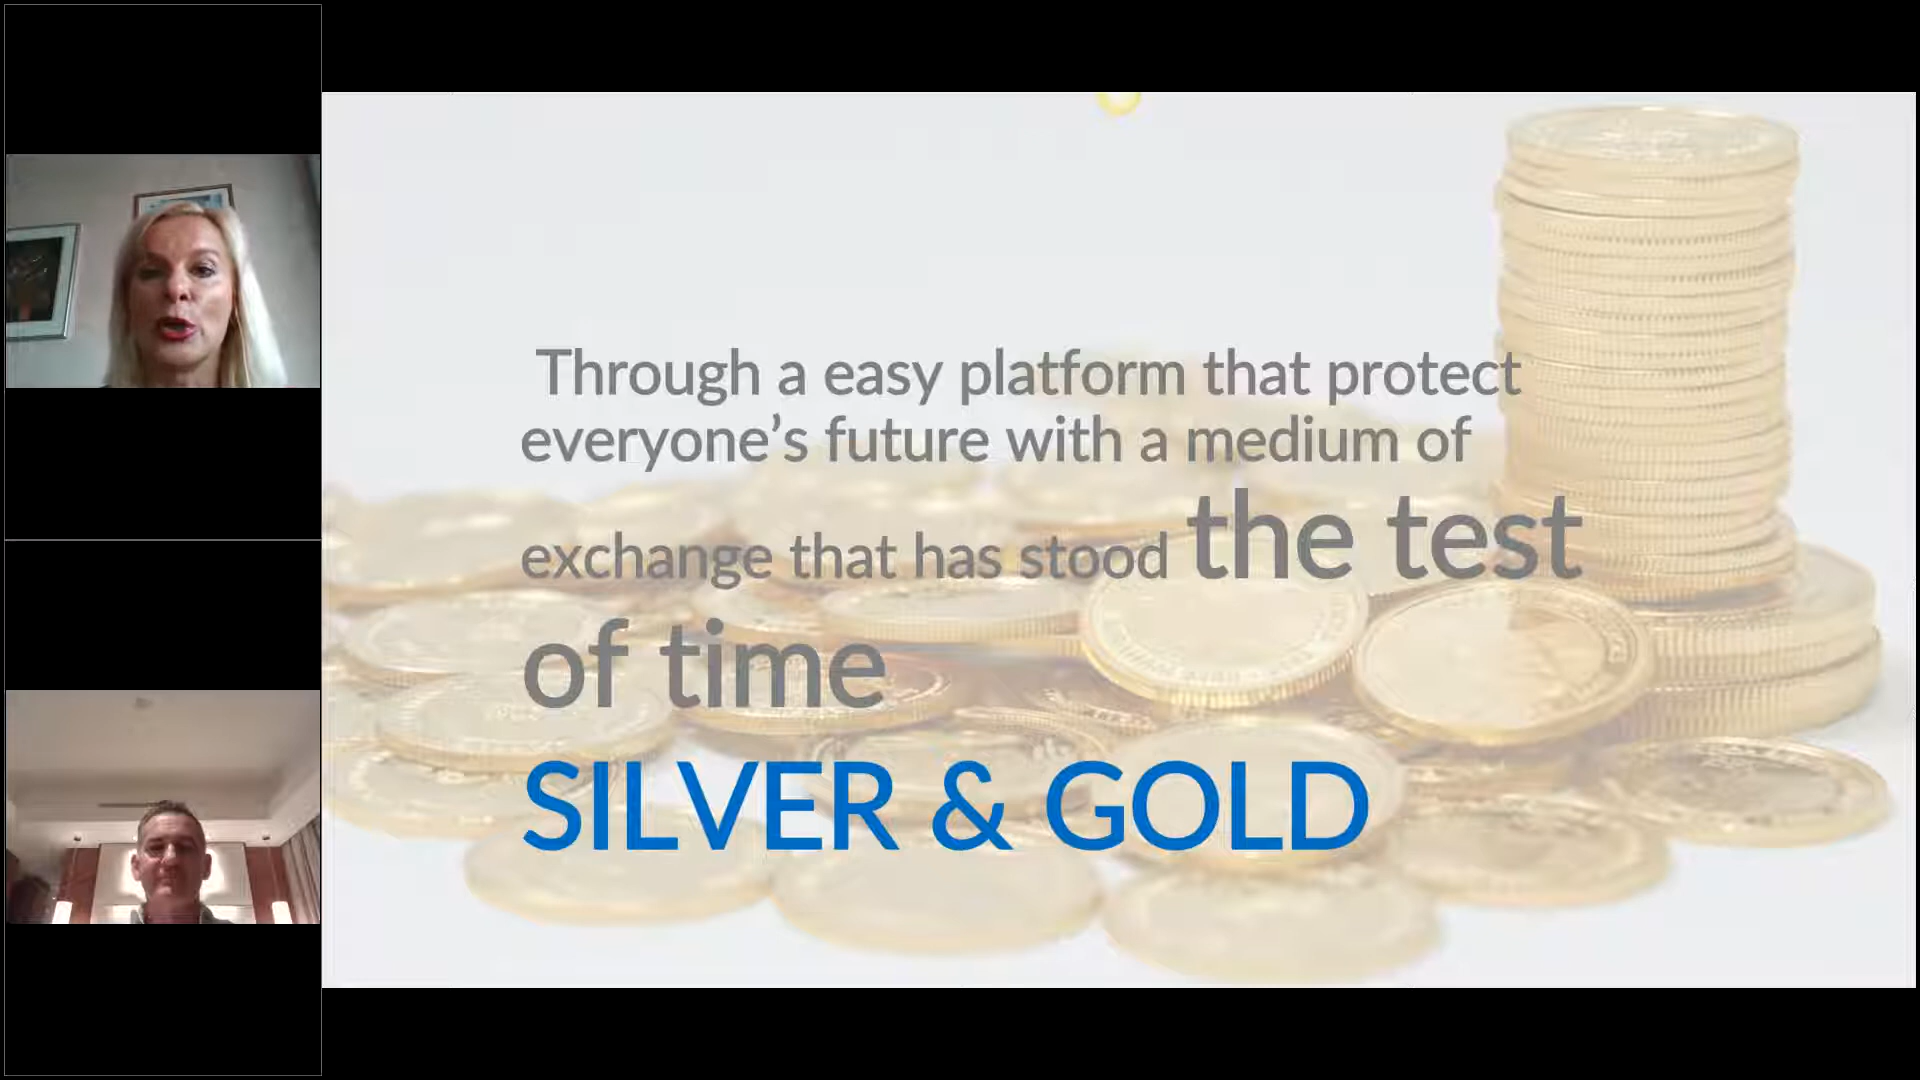 Through a easy platform that protect
everyone’s future with a medium of
exchange that has stood the test
of time
SILVER & GOLD